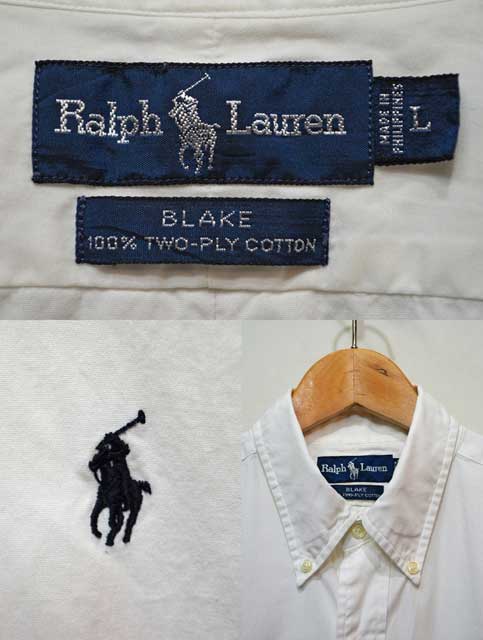 Ralph Lauren
MADE IN
PHILIPPINES
L
BLAKE
100% TWO-PLY COTTON
Ralph Lauren
BLAKE
TWO-PLY COTTON